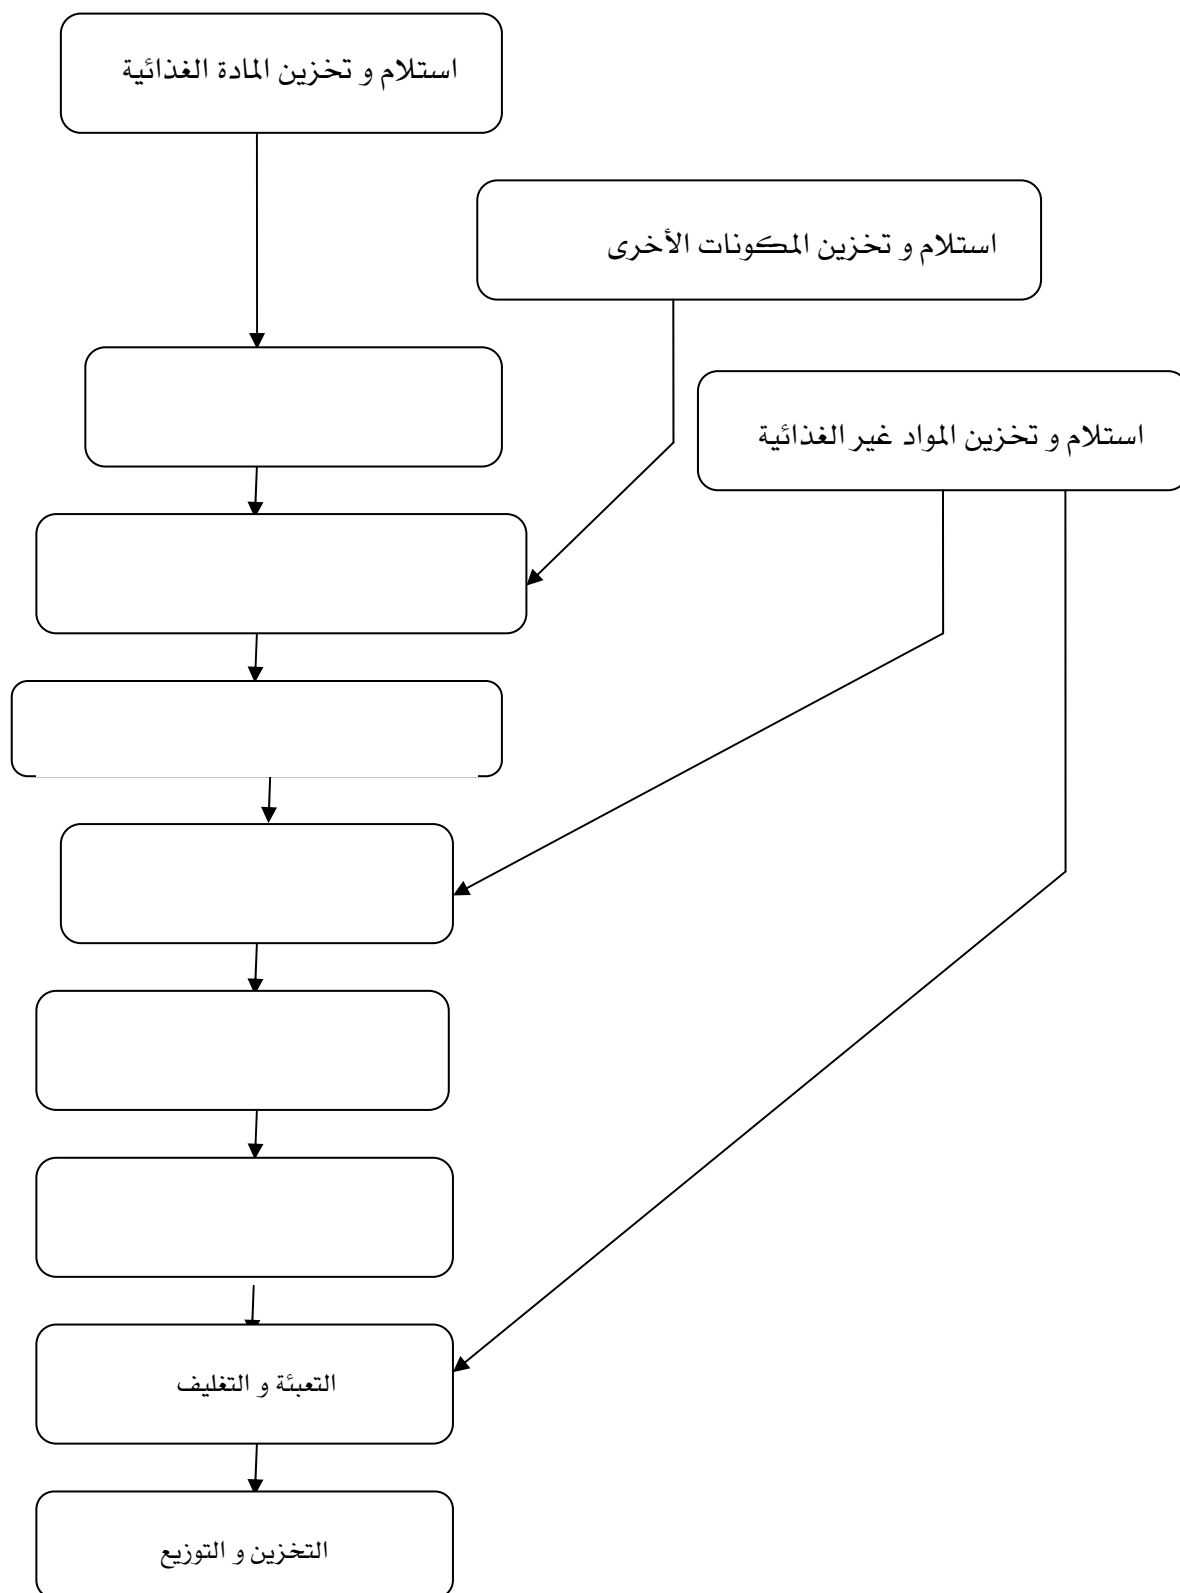 استلام و تخزين المادة الغذائية
استلام و تخزين المكونات الأخرى
استلام و تخزين المواد غير الغذائية
التعبئة و التغليف
التخزين و التوزيع